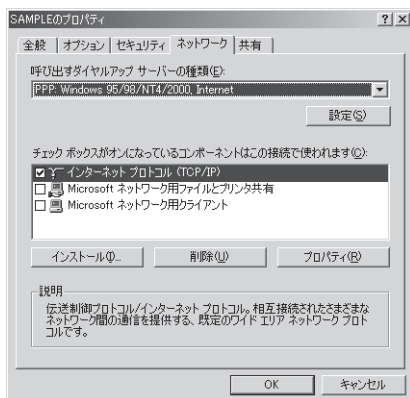 SAMPLEのプロパティ
全般 オプション セキュリティ ネットワーク 共有
呼び出すダイヤルアップ サーバーの種類(E):
PPP: Windows 95/98/NT4/2000, Internet
設定(S)
チェック ボックスがオンになっているコンポーネントはこの接続で使われます(O):
インターネット プロトコル (TCP/IP)
Microsoft ネットワーク用ファイルとプリンタ共有
Microsoft ネットワーク用クライアント
インストール(I)... 削除(U) プロパティ(R)
説明
伝送制御プロトコル/インターネット プロトコル。相互接続されたさまざまな
ネットワーク間の通信を提供する、既定のワイド エリア ネットワーク プロト
コルです。
OK キャンセル